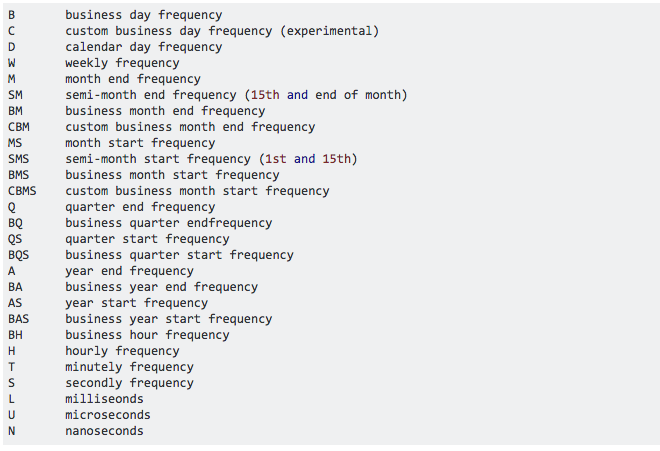 B business day frequency
C custom business day frequency (experimental)
D calendar day frequency
W weekly frequency
M month end frequency
SM semi-month end frequency (15th and end of month)
BM business month end frequency
CBM custom business month end frequency
MS month start frequency
SMS semi-month start frequency (1st and 15th)
BMS business month start frequency
CBMS custom business month start frequency
Q quarter end frequency
BQ business quarter endfrequency
QS quarter start frequency
BQS business quarter start frequency
A year end frequency
BA business year end frequency
AS year start frequency
BAS business year start frequency
BH business hour frequency
H hourly frequency
T minutely frequency
S secondly frequency
L milliseonds
U microseconds
N nanoseconds